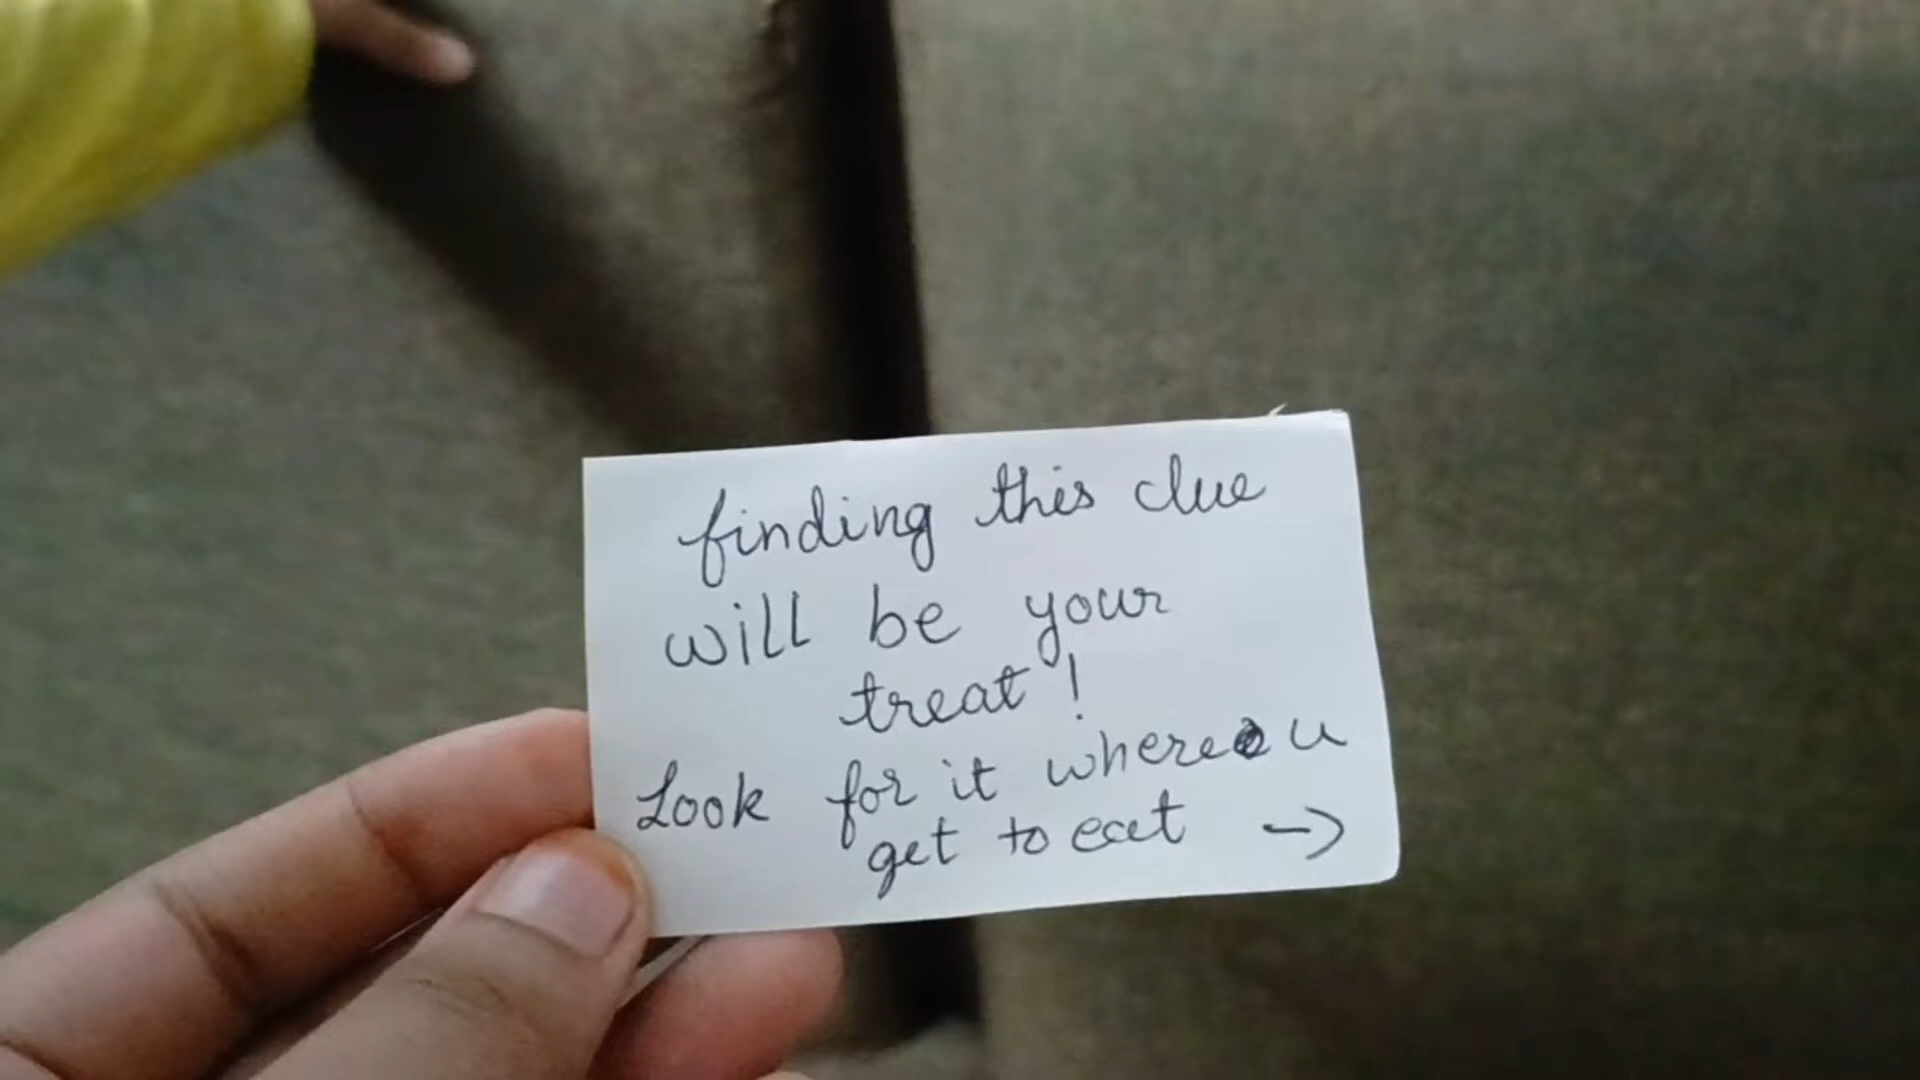 finding this clue
will be your
treat!
Look for it where u
get to eat →